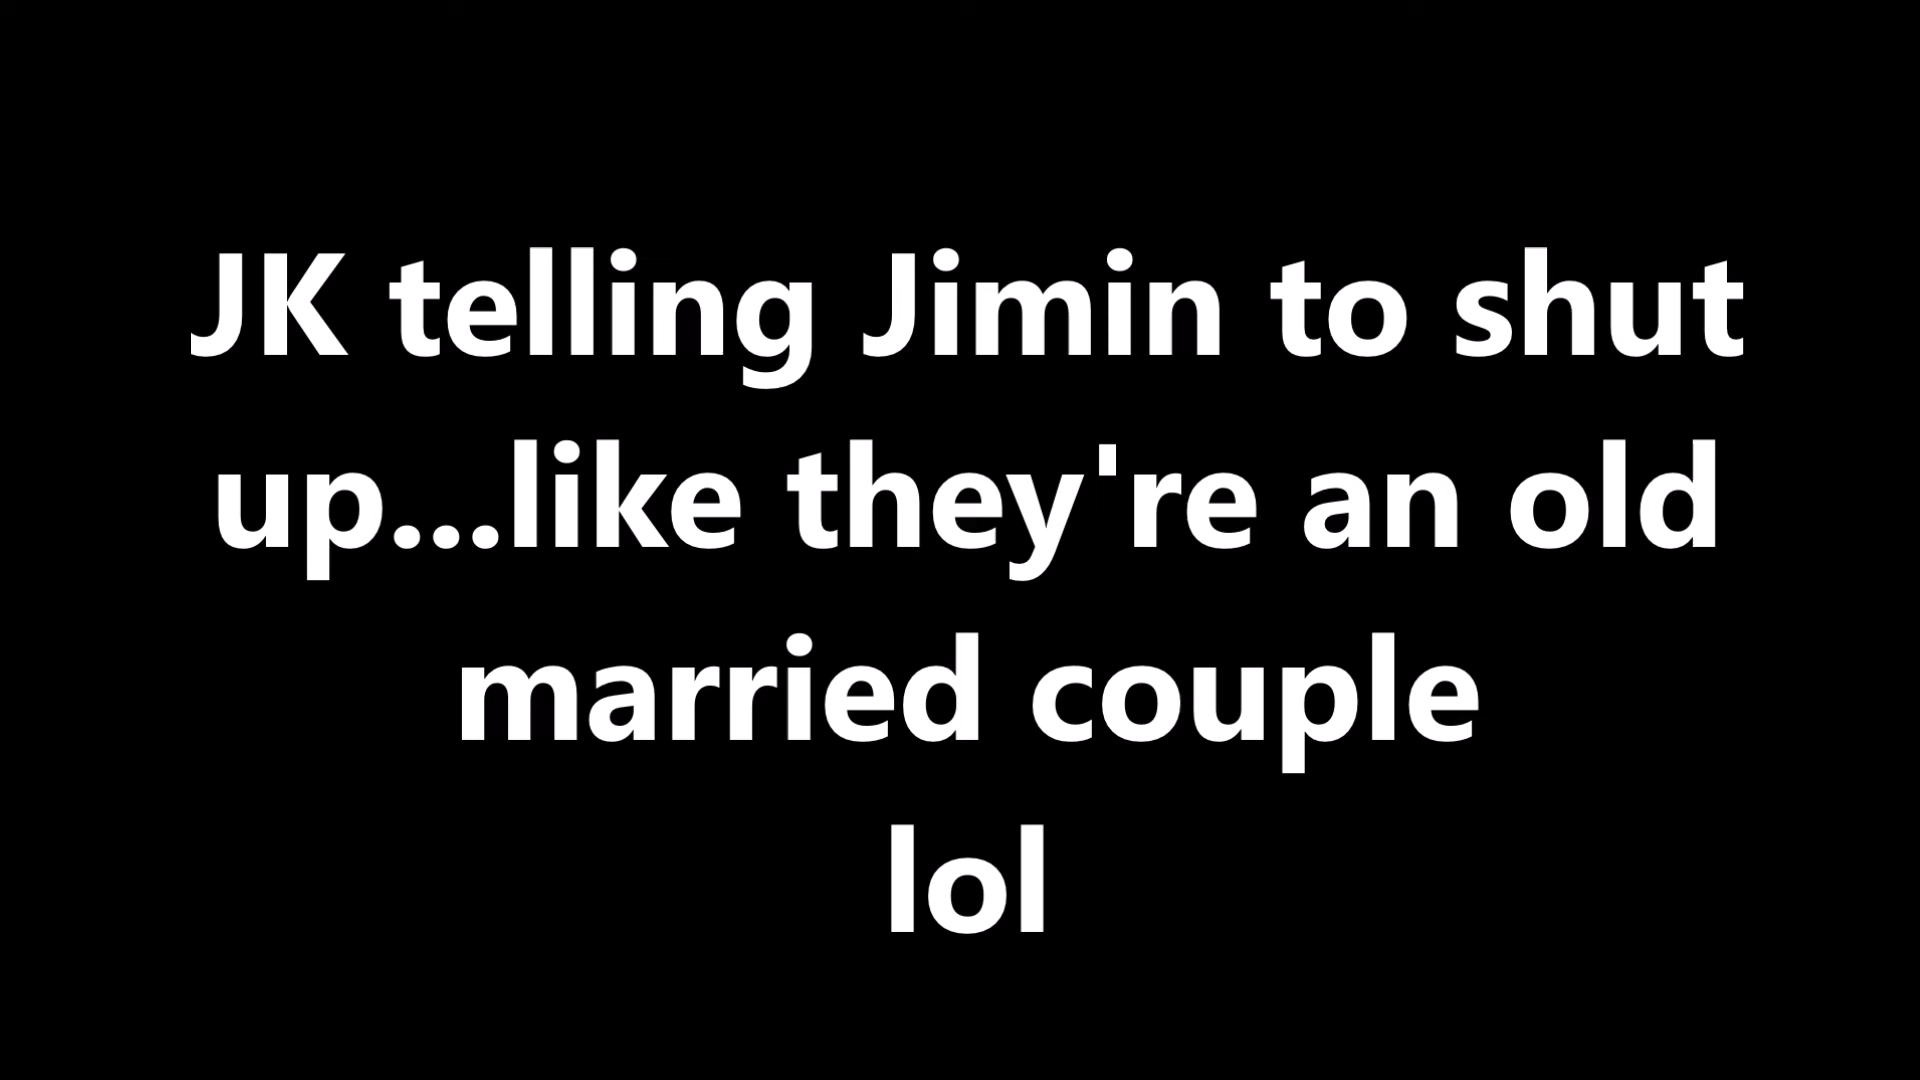 JK telling Jimin to shut
up...like they're an old
married couple
lol